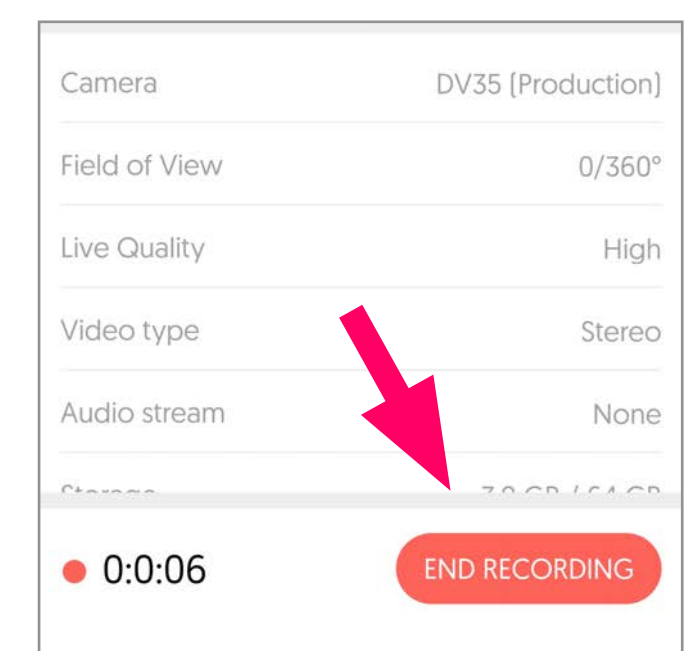 Camera DV35 (Production)
Field of View 0/360°
Live Quality High
Video type Stereo
Audio stream None
Storage
0:0:06 END RECORDING